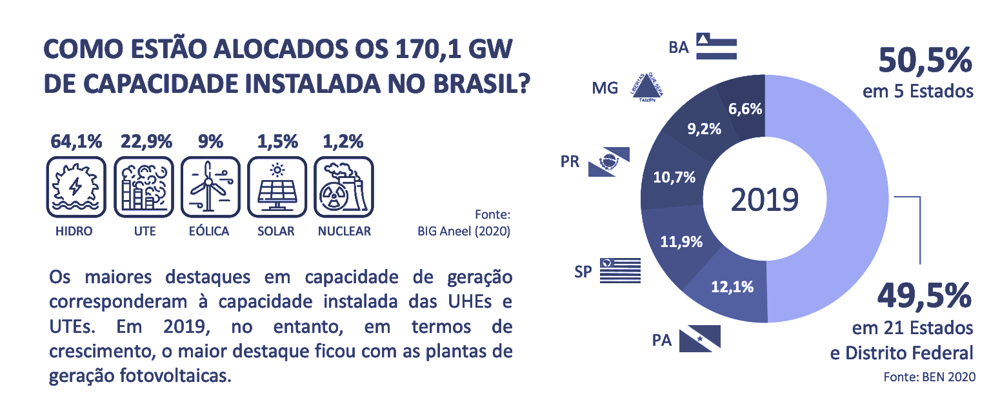 COMO ESTÃO ALOCADOS OS 170,1 GW
DE CAPACIDADE INSTALADA NO BRASIL?
64,1% 22,9% 9% 1,5% 1,2%
HIDRO UTE EÓLICA SOLAR NUCLEAR
Fonte:
BIG Aneel (2020)
Os maiores destaques em capacidade de geração
corresponderam à capacidade instalada das UHEs e
UTEs. Em 2019, no entanto, em termos de
crescimento, o maior destaque ficou com as plantas de
geração fotovoltaicas.
BA
MG
LIBERTAS QUÆ SERA
TAMEN
PR
SP
PA
6,6%
9,2%
10,7%
11,9%
12,1%
2019
50,5%
em 5 Estados
49,5%
em 21 Estados
e Distrito Federal
Fonte: BEN 2020